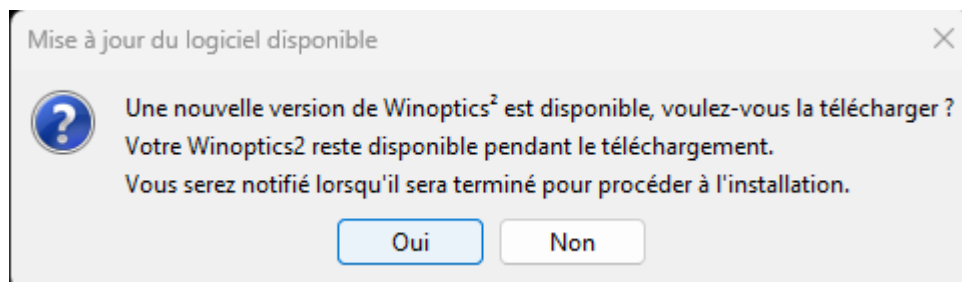 Mise à jour du logiciel disponible
Une nouvelle version de Winoptics² est disponible, voulez-vous la télécharger ?
Votre Winoptics2 reste disponible pendant le téléchargement.
Vous serez notifié lorsqu'il sera terminé pour procéder à l'installation.
Oui Non